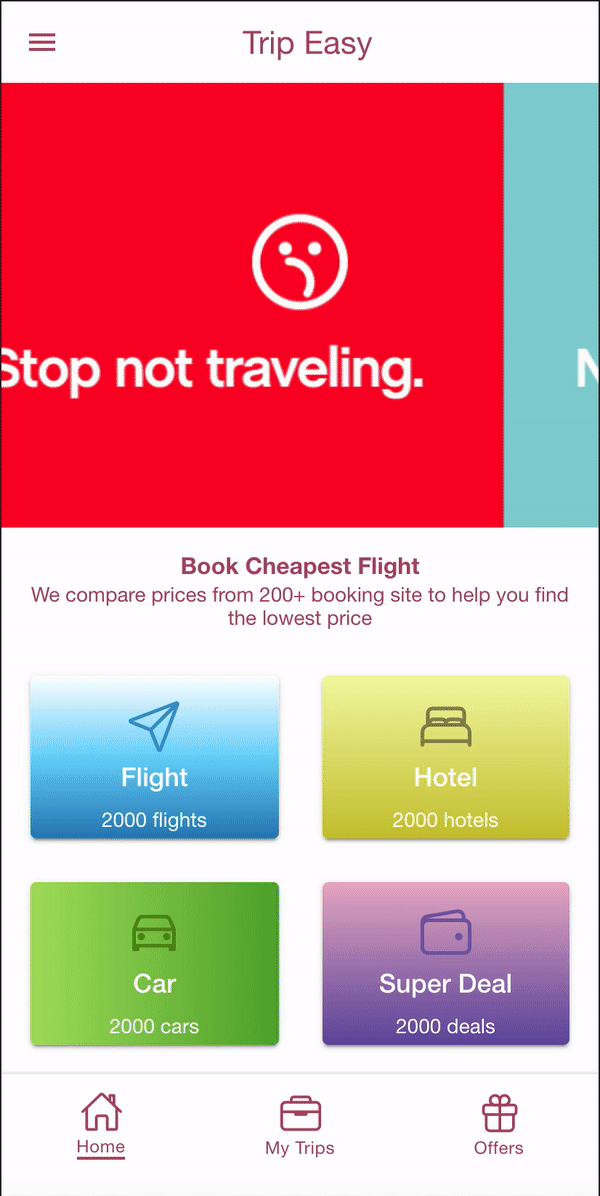 Trip Easy
Stop not traveling.
N
Book Cheapest Flight
We compare prices from 200+ booking site to help you find
the lowest price
Flight
2000 flights
Hotel
2000 hotels
Car
2000 cars
Super Deal
2000 deals
Home
My Trips
Offers